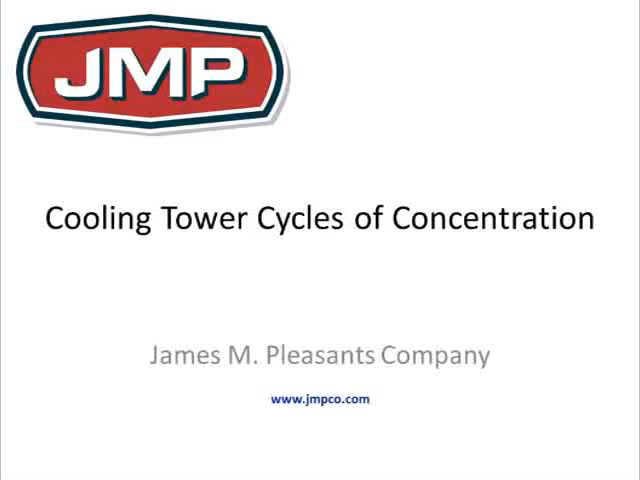 JMP
Cooling Tower Cycles of Concentration
James M. Pleasants Company
www.jmpco.com